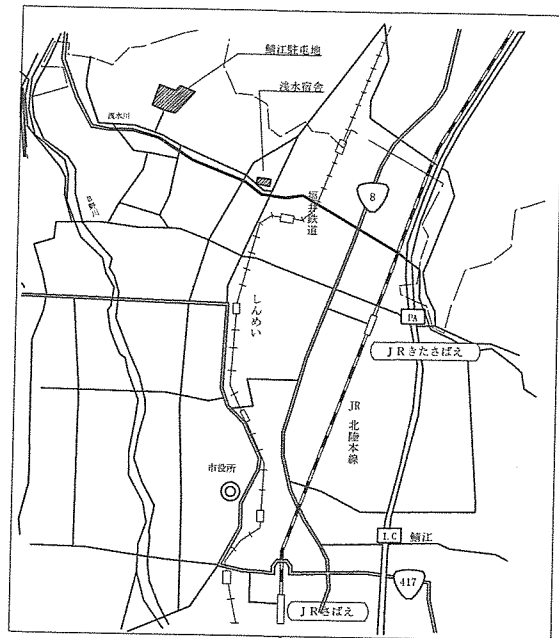 鯖江駐屯地
浅水宿舎
浅水川
日野川
福井鉄道
8
しんめい
PA
JRきたさばえ
JR 北陸本線
市役所
I.C
鯖江
417
JRさばえ